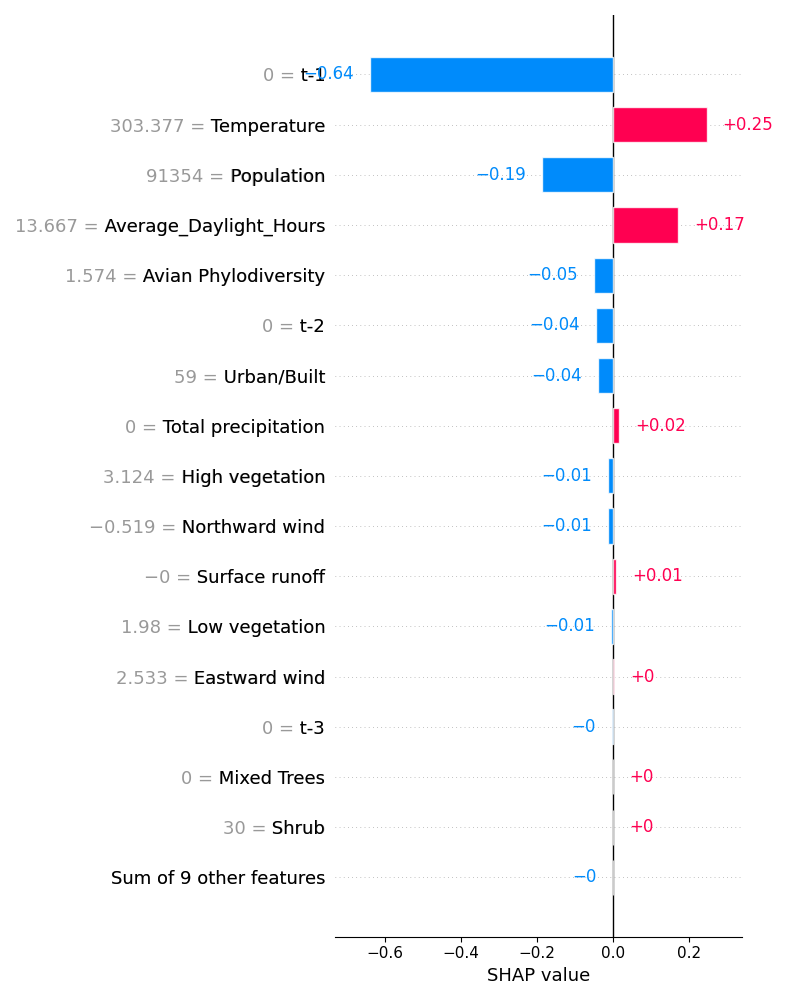 0 = t-1 −0.64
303.377 = Temperature +0.25
91354 = Population −0.19
13.667 = Average_Daylight_Hours +0.17
1.574 = Avian Phylodiversity −0.05
0 = t-2 −0.04
59 = Urban/Built −0.04
0 = Total precipitation +0.02
3.124 = High vegetation −0.01
−0.519 = Northward wind −0.01
−0 = Surface runoff +0.01
1.98 = Low vegetation −0.01
2.533 = Eastward wind +0
0 = t-3 −0
0 = Mixed Trees +0
30 = Shrub +0
Sum of 9 other features −0
−0.6 −0.4 −0.2 0.0 0.2
SHAP value